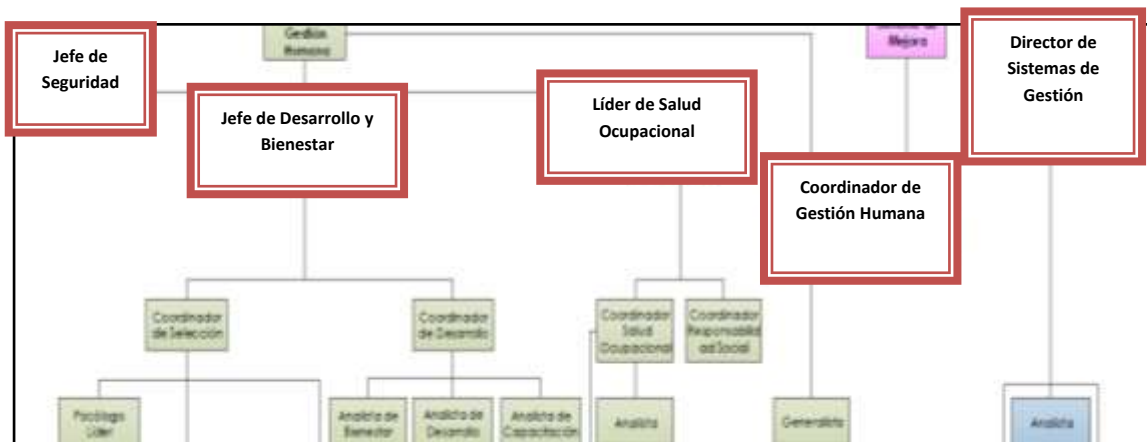 Gestión
Humana
Mejora
Jefe de
Seguridad
Director de
Sistemas de
Gestión
Jefe de Desarrollo y
Bienestar
Líder de Salud
Ocupacional
Coordinador de
Gestión Humana
Coordinador
de Selección
Coordinador
de Desarrollo
Coordinador
Salud
Ocupacional
Coordinador
Responsabilid
ad Social
Psicólogo
Líder
Analista de
Bienestar
Analista de
Desarrollo
Analista de
Capacitación
Analista
Generalista
Analista